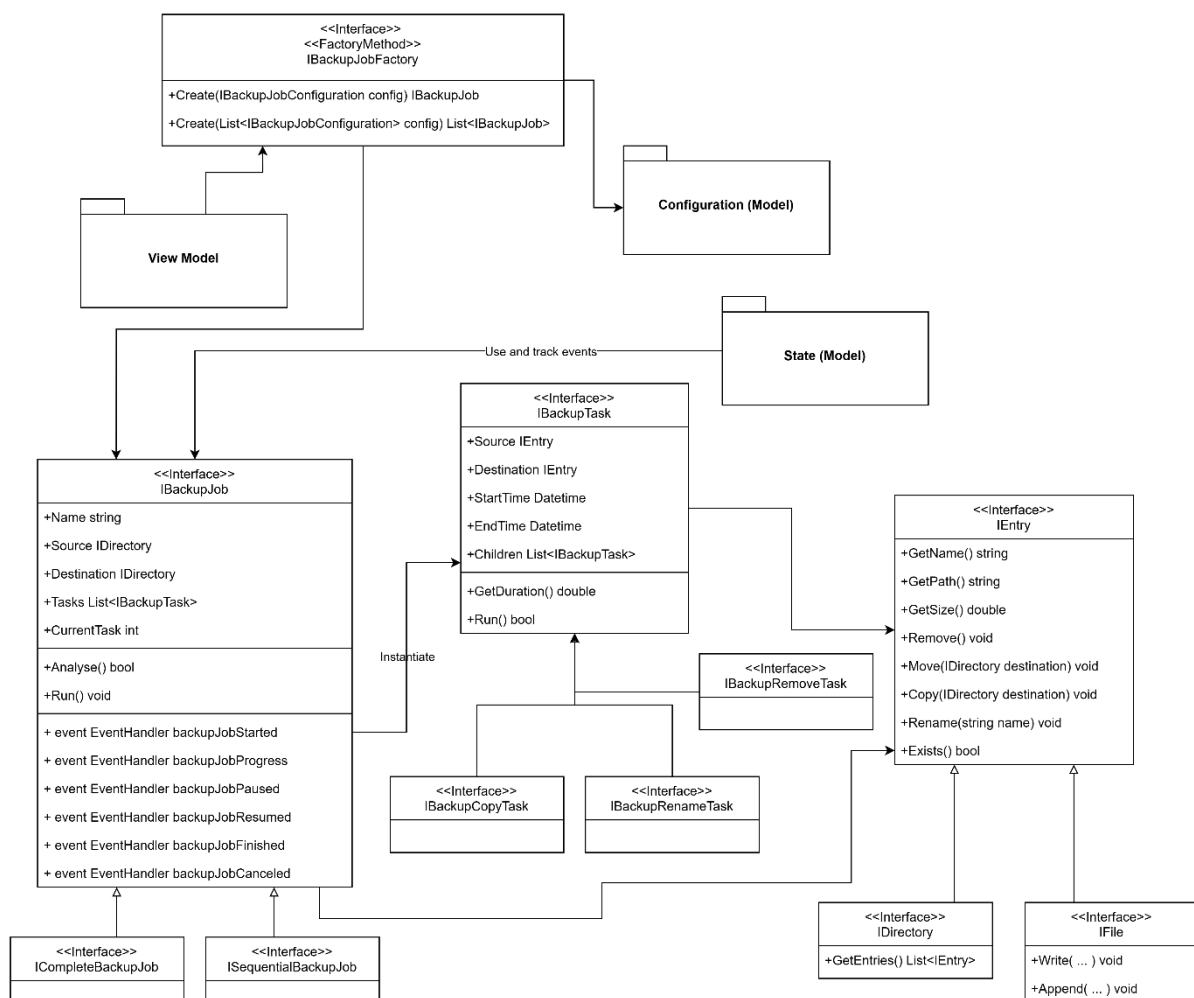 <<Interface>>
<<FactoryMethod>>
IBackupJobFactory
+Create(IBackupJobConfiguration config) IBackupJob
+Create(List<IBackupJobConfiguration> config) List<IBackupJob>
Configuration (Model)
View Model
State (Model)
Use and track events
<<Interface>>
IBackupTask
+Source IEntry
+Destination IEntry
+StartTime Datetime
+EndTime Datetime
+Children List<IBackupTask>
+GetDuration() double
+Run() bool
<<Interface>>
IBackupJob
+Name string
+Source IDirectory
+Destination IDirectory
+Tasks List<IBackupTask>
+CurrentTask int
+Analyse() bool
+Run() void
+ event EventHandler backupJobStarted
+ event EventHandler backupJobProgress
+ event EventHandler backupJobPaused
+ event EventHandler backupJobResumed
+ event EventHandler backupJobFinished
+ event EventHandler backupJobCanceled
Instantiate
<<Interface>>
IEntry
+GetName() string
+GetPath() string
+GetSize() double
+Remove() void
+Move(IDirectory destination) void
+Copy(IDirectory destination) void
+Rename(string name) void
+Exists() bool
<<Interface>>
IBackupRemoveTask
<<Interface>>
IBackupCopyTask
<<Interface>>
IBackupRenameTask
<<Interface>>
IDirectory
+GetEntries() List<IEntry>
<<Interface>>
IFile
+Write( ... ) void
+Append( ... ) void
<<Interface>>
ICompleteBackupJob
<<Interface>>
ISequentialBackupJob